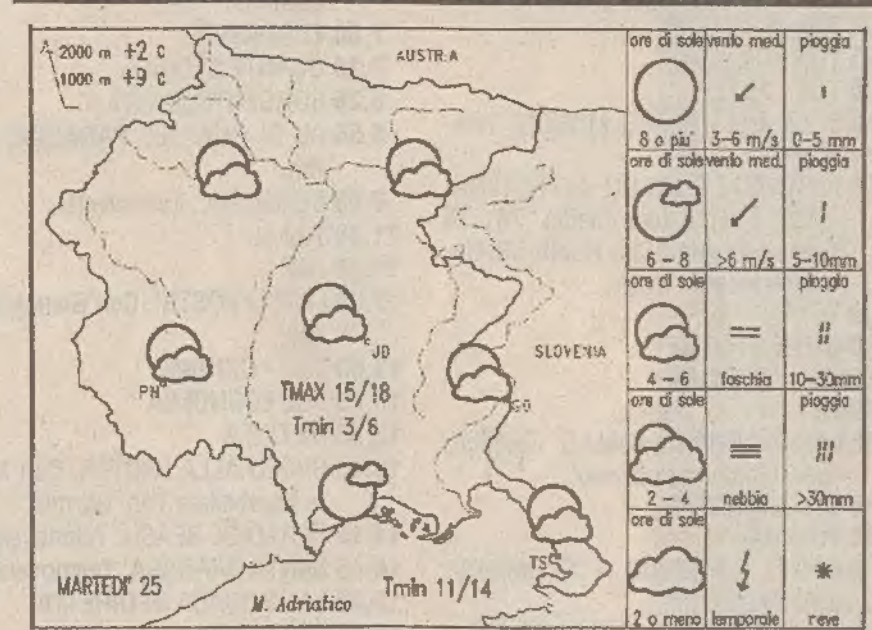 2000 m +2 C
1000 m +9 C
AUSTRIA
SLOVENIA
UD
PN
GO
TMAX 15/18
Tmin 3/6
TS
MARTEDI' 25
M. Adriatico
Tmin 11/14
ore di sole vento med. pioggia
8 o piu' 3-6 m/s 0-5 mm
ore di sole vento med. pioggia
6 - 8 >6 m/s 5-10mm
ore di sole pioggia
4 - 6 foschia 10-30mm
ore di sole pioggia
2 - 4 nebbia >30mm
ore di sole
2 o meno temporale neve